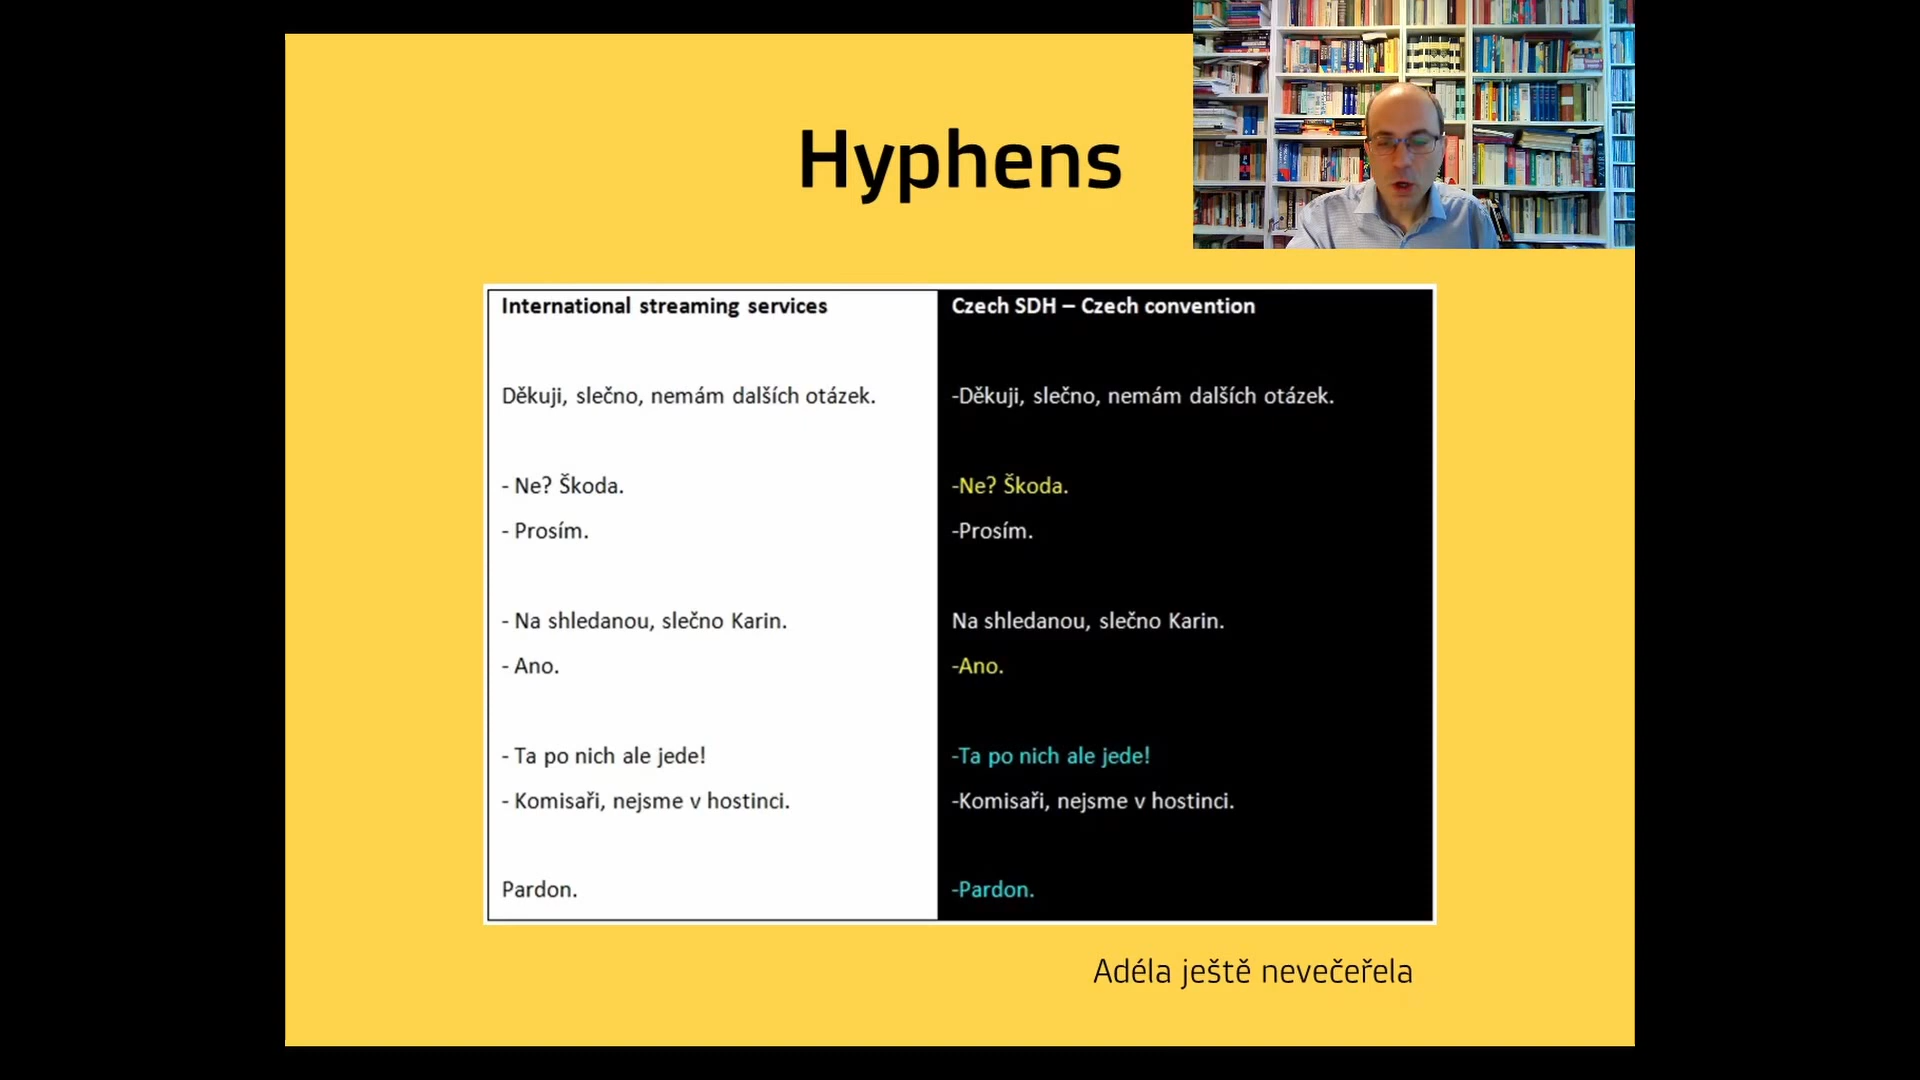 Hyphens
International streaming services
Děkuji, slečno, nemám dalších otázek.
- Ne? Škoda.
- Prosím.
- Na shledanou, slečno Karin.
- Ano.
- Ta po nich ale jede!
- Komisaři, nejsme v hostinci.
Pardon.
Czech SDH – Czech convention
-Děkuji, slečno, nemám dalších otázek.
-Ne? Škoda.
-Prosím.
Na shledanou, slečno Karin.
-Ano.
-Ta po nich ale jede!
-Komisaři, nejsme v hostinci.
-Pardon.
Adéla ještě nevečeřela